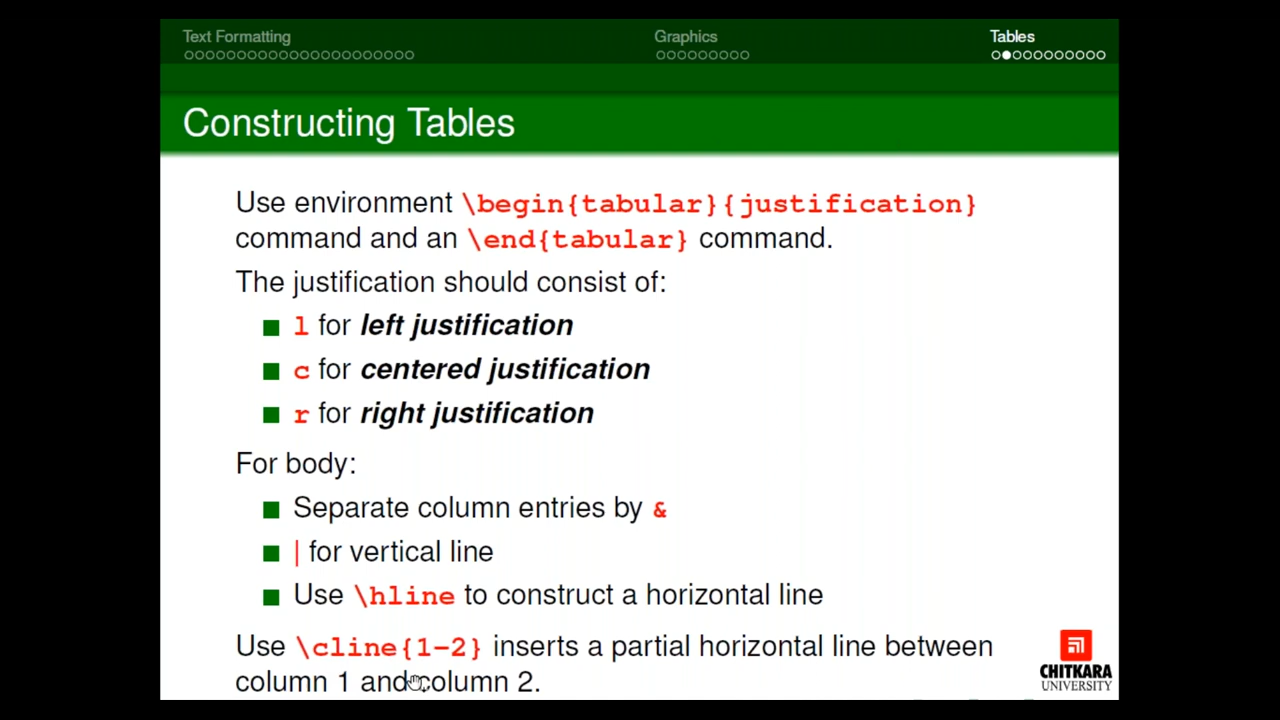 Text Formatting Graphics Tables
Constructing Tables
Use environment \begin{tabular}{justification}
command and an \end{tabular} command.
The justification should consist of:
l for left justification
c for centered justification
r for right justification
For body:
Separate column entries by &
| for vertical line
Use \hline to construct a horizontal line
Use \cline{1-2} inserts a partial horizontal line between
column 1 and column 2.
CHITKARA
UNIVERSITY